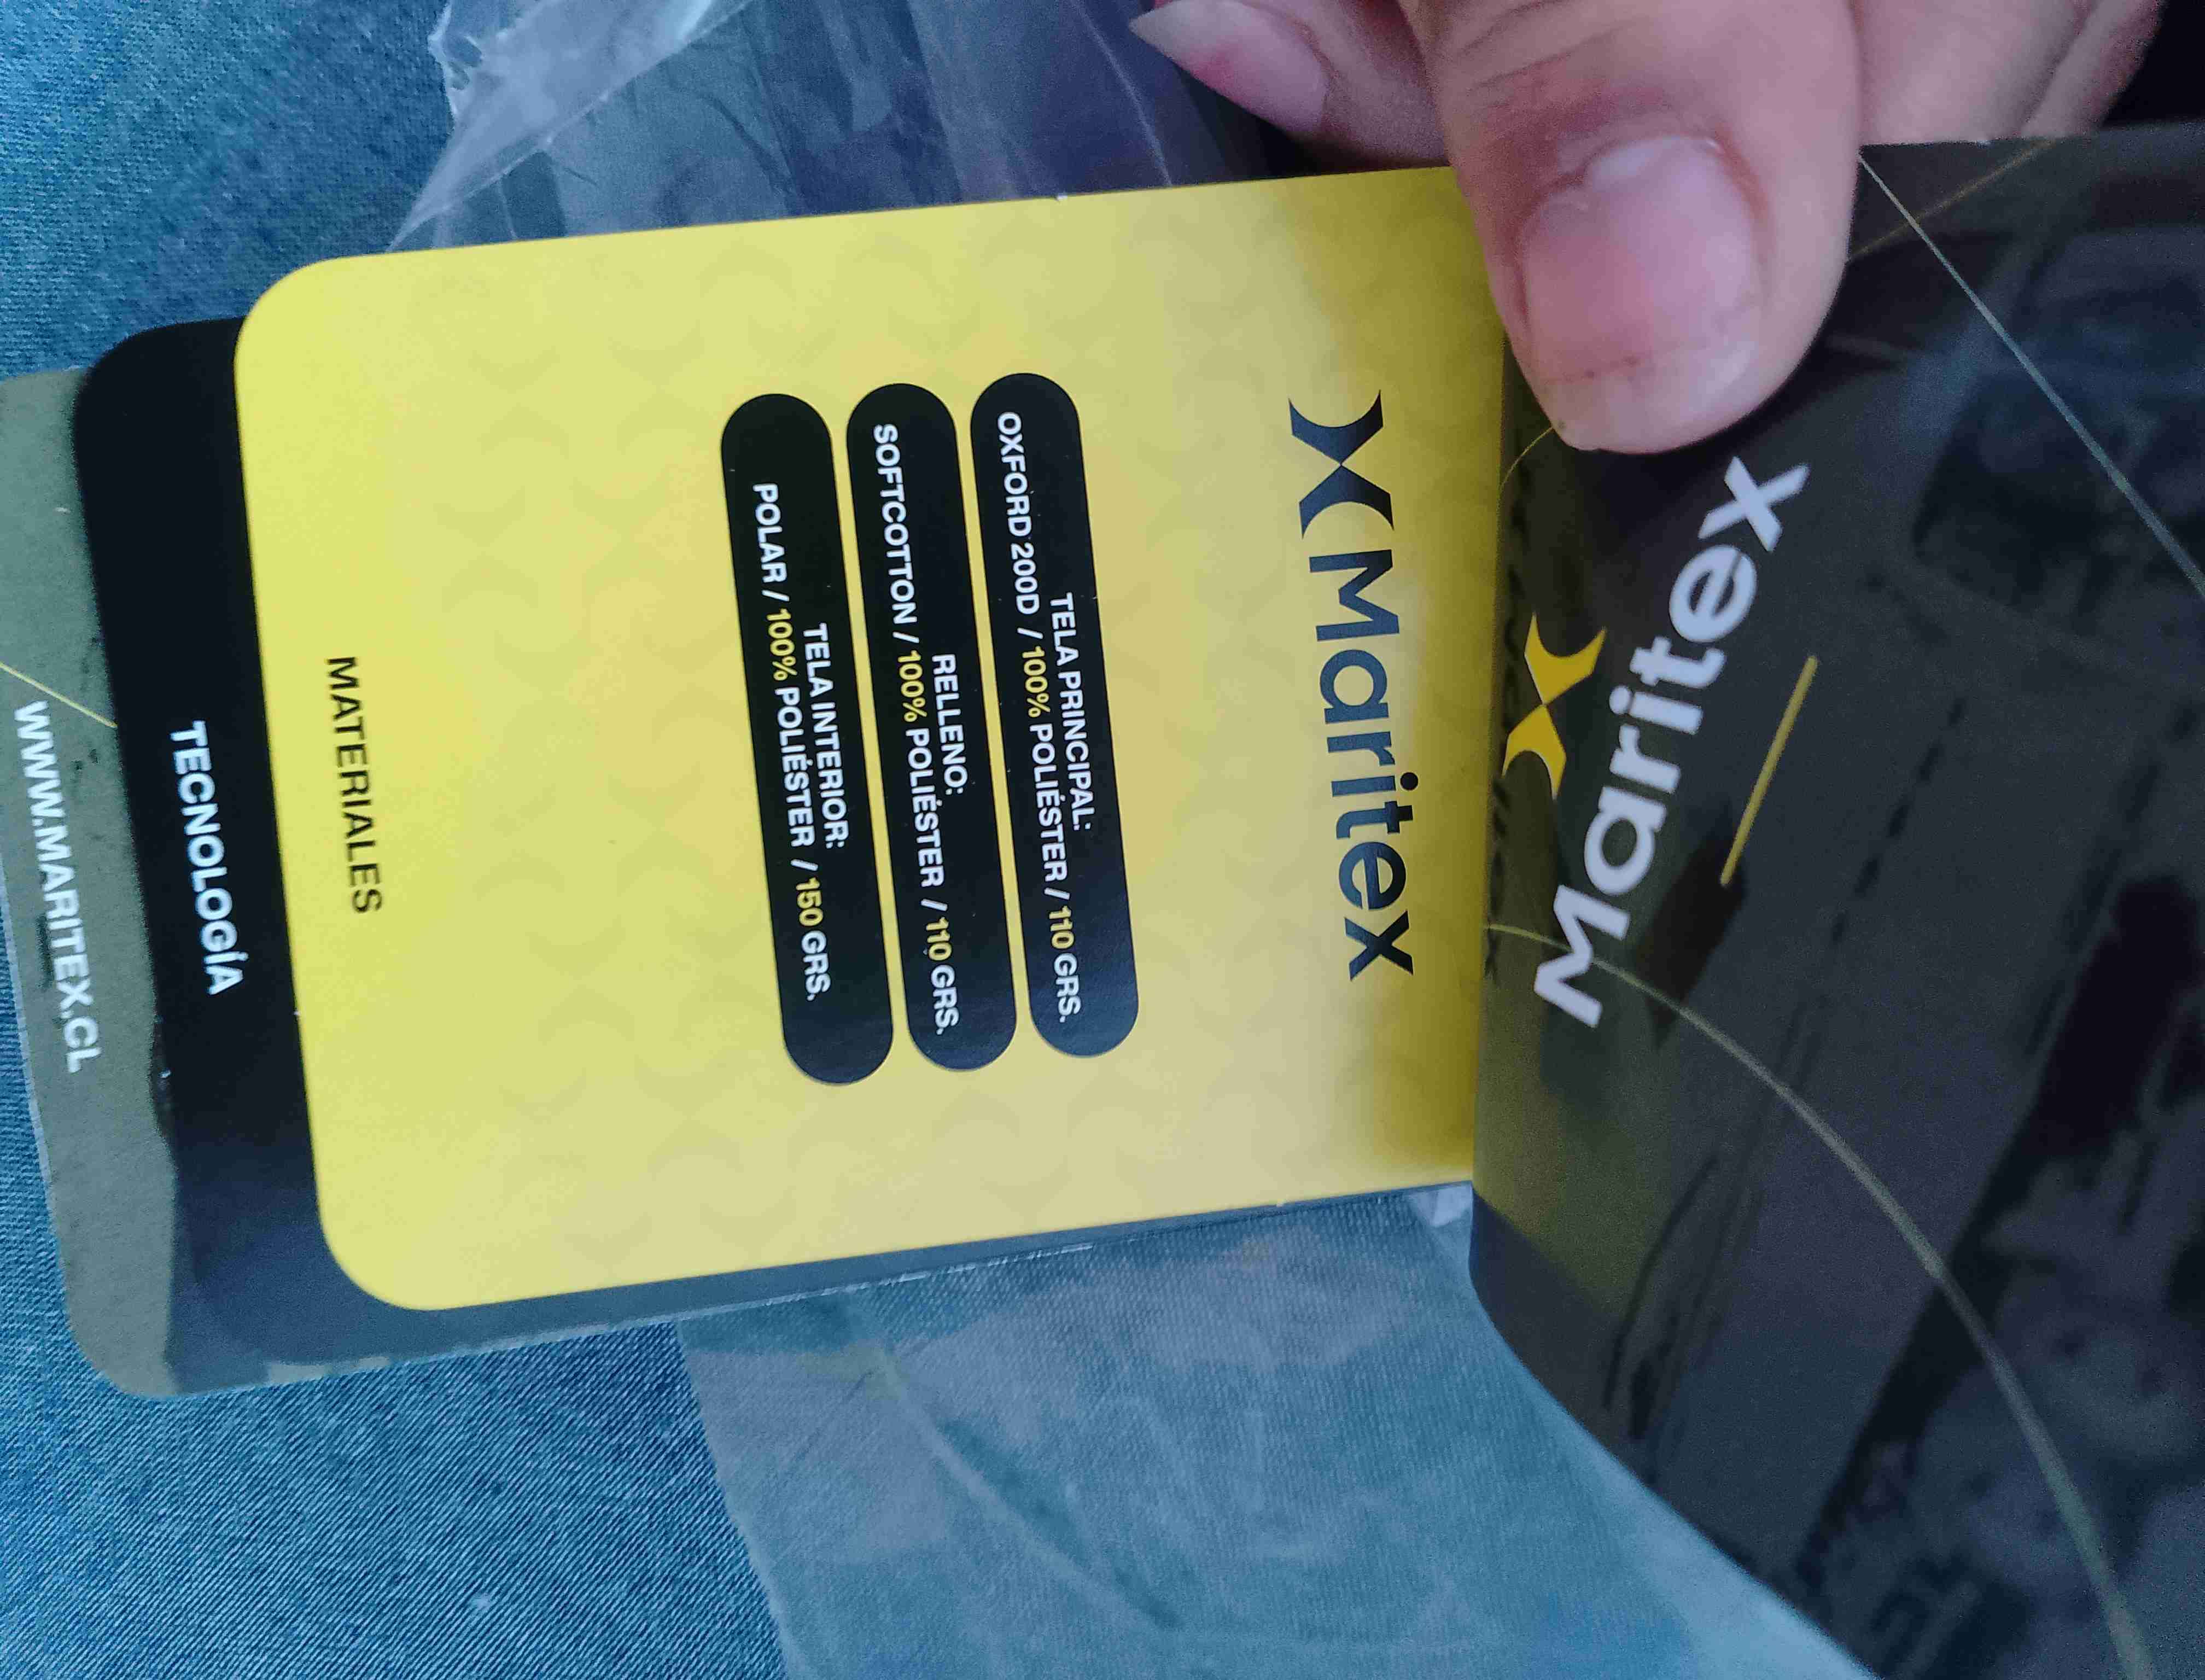 Maritex
Maritex
TELA PRINCIPAL:
OXFORD 200D / 100% POLIÉSTER / 110 GRS.
RELLENO:
SOFTCOTTON / 100% POLIÉSTER / 110 GRS.
TELA INTERIOR:
POLAR / 100% POLIÉSTER / 150 GRS.
MATERIALES
TECNOLOGÍA
WWW.MARITEX.CL